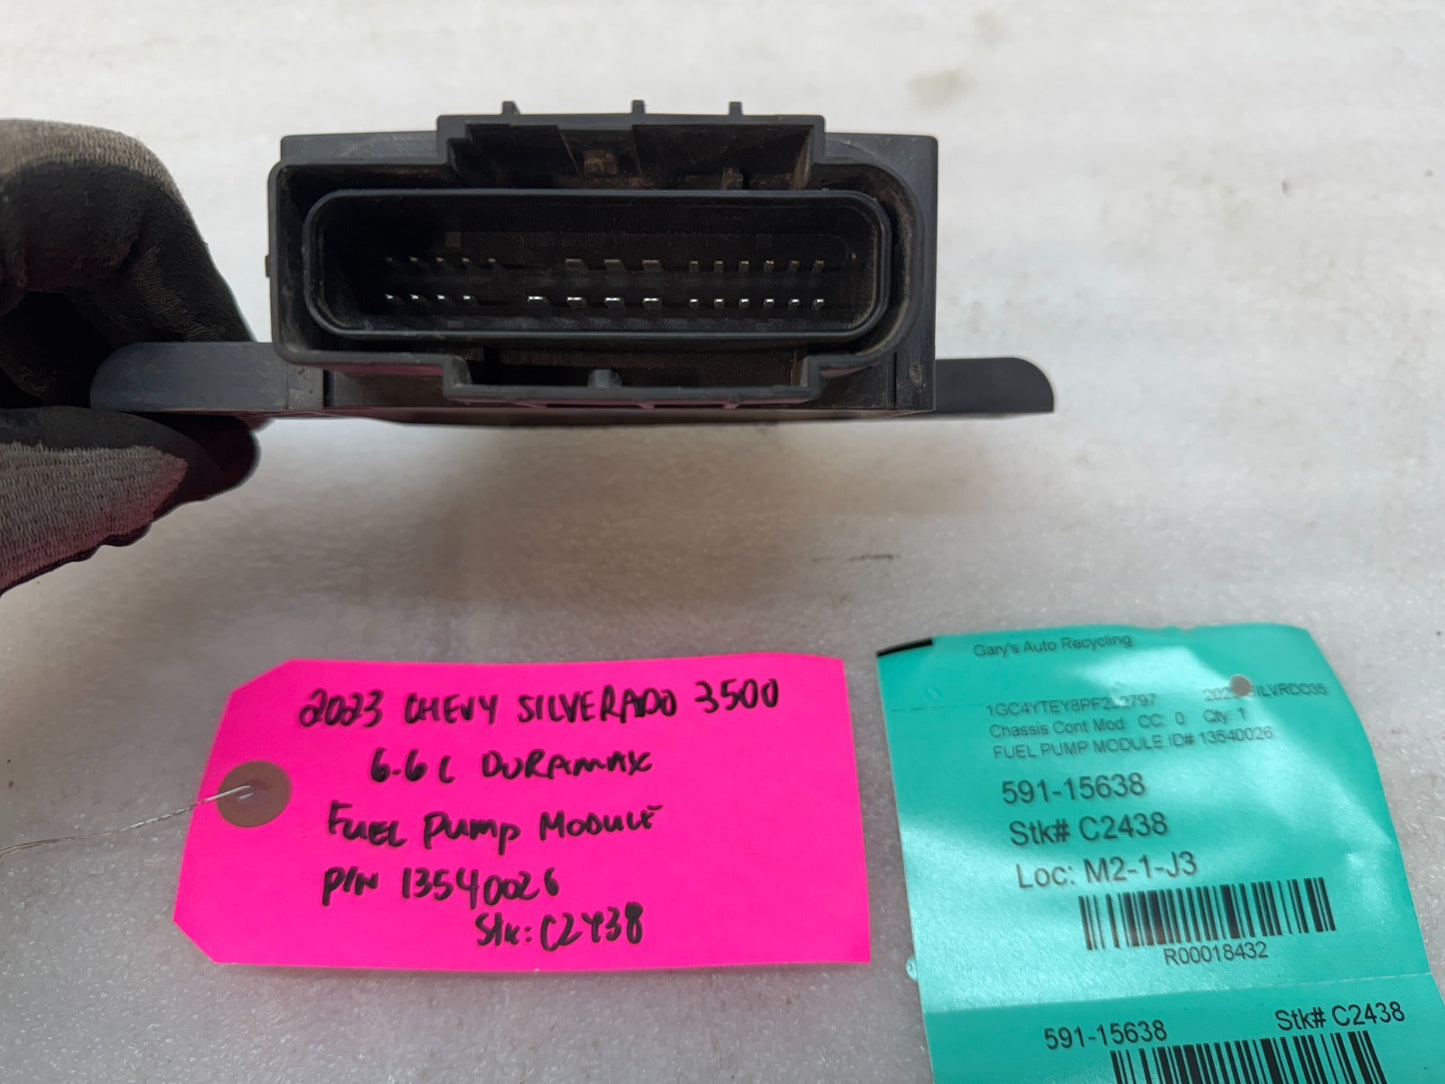 2023 CHEVY SILVERADO 3500
6.6 L DURAMAX
FUEL PUMP MODULE
P/N 13540026
Stk: C2438
Gary's Auto Recycling
Chassis Cont Mod CC: 0 Qty: 1
FUEL PUMP MODULE ID# 13540026
591-15638
Stk# C2438
Loc: M2-1-J3
R00018432
591-15638 Stk# C2438